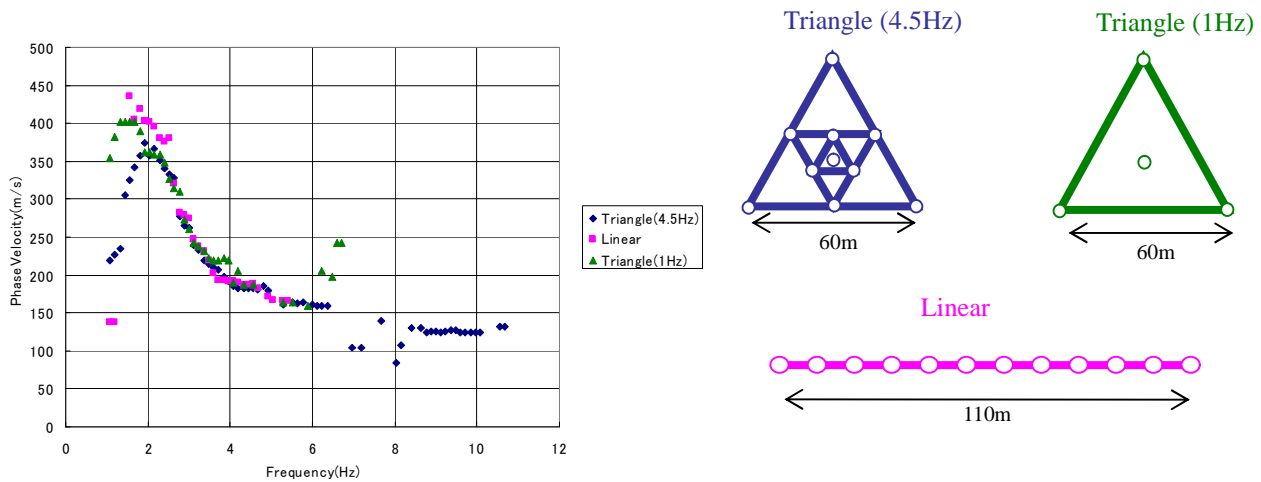 500
450
400
350
300
250
200
150
100
50
0
Phase Velocity(m/s)
0 2 4 6 8 10 12
Frequency(Hz)
Triangle(4.5Hz)
Linear
Triangle(1Hz)
Triangle (4.5Hz)
60m
Triangle (1Hz)
60m
Linear
110m